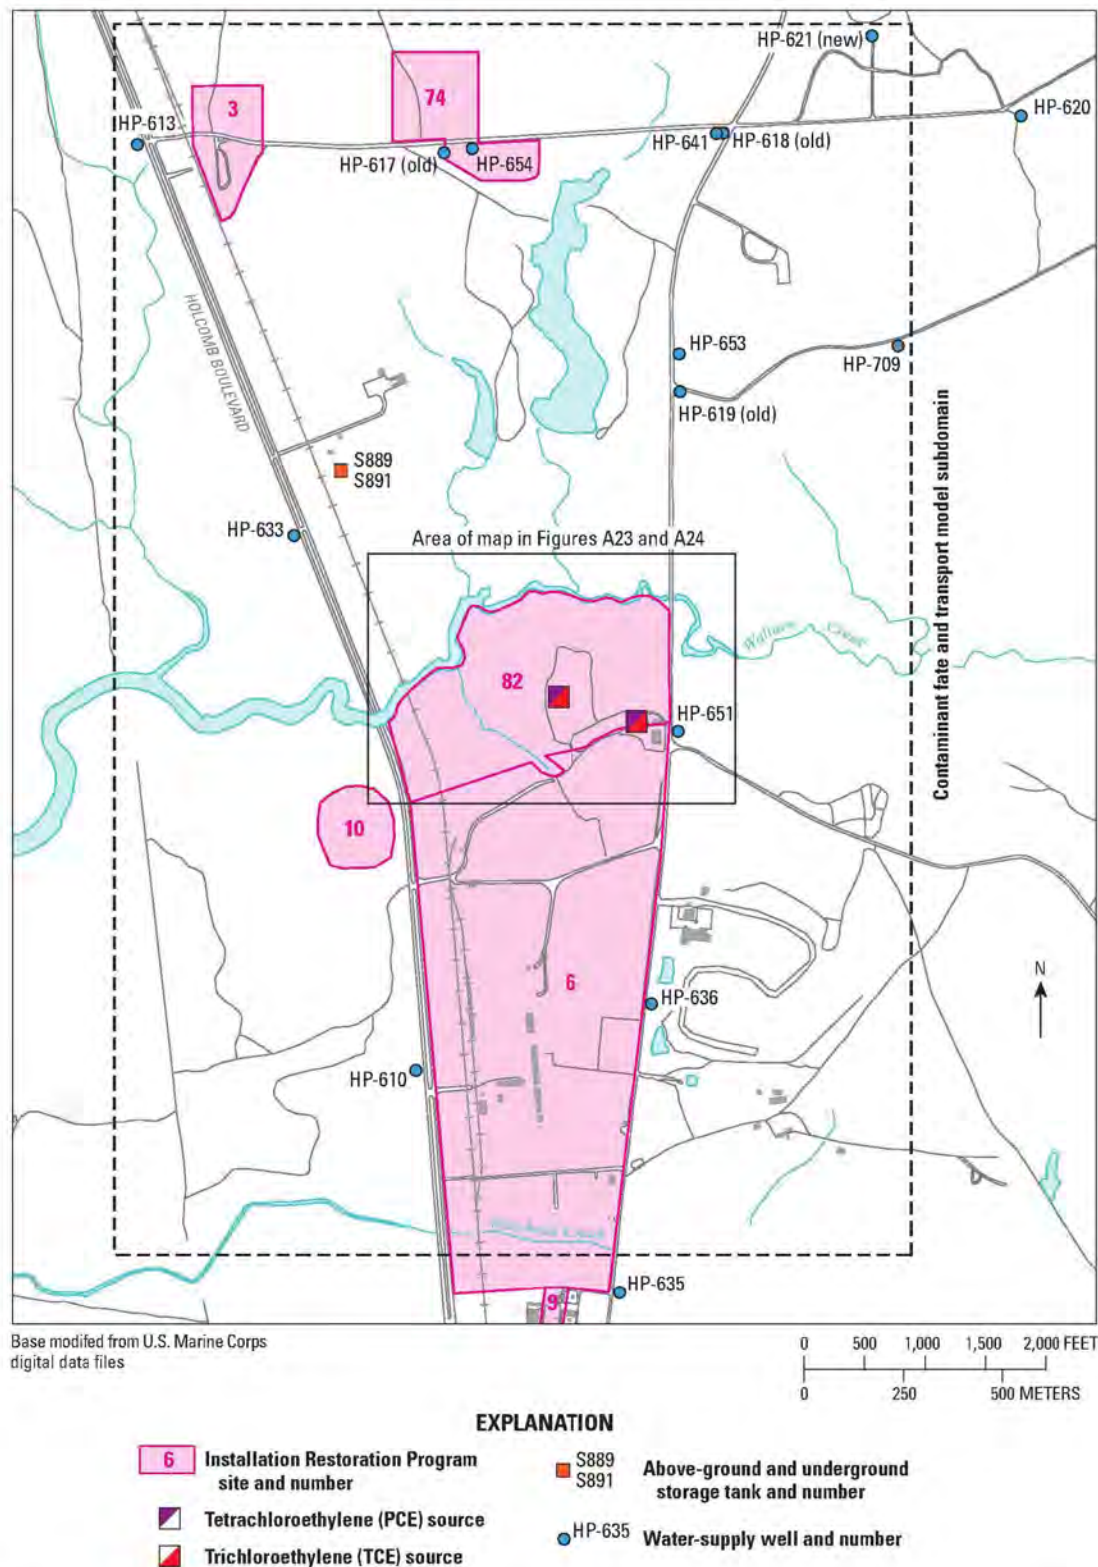 HP-621 (new)
3
74
HP-613
HP-620
HP-641
HP-618 (old)
HP-617 (old)
HP-654
HOLCOMB BOULEVARD
HP-653
HP-709
HP-619 (old)
S889
S891
HP-633
Area of map in Figures A23 and A24
Contaminant fate and transport model subdomain
Wallace Creek
82
HP-651
10
6
N
HP-636
HP-610
HP-635
9
Base modifed from U.S. Marine Corps
digital data files
0 500 1,000 1,500 2,000 FEET
0 250 500 METERS
EXPLANATION
6 Installation Restoration Program
site and number
Tetrachloroethylene (PCE) source
Trichloroethylene (TCE) source
S889
S891
Above-ground and underground
storage tank and number
HP-635 Water-supply well and number